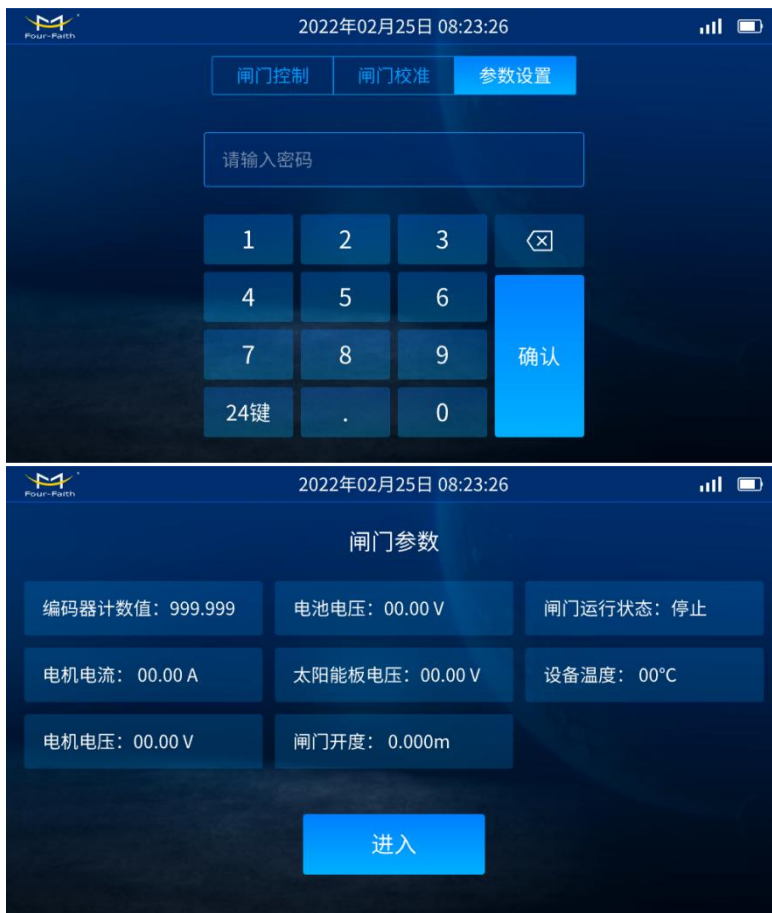 Four-Faith
2022年02月25日 08:23:26
闸门控制 闸门校准 参数设置
请输入密码
1 2 3
4 5 6
7 8 9 确认
24键 . 0
Four-Faith
2022年02月25日 08:23:26
闸门参数
编码器计数值：999.999 电池电压：00.00 V 闸门运行状态：停止
电机电流： 00.00 A 太阳能板电压：00.00 V 设备温度： 00℃
电机电压：00.00 V 闸门开度： 0.000m
进入